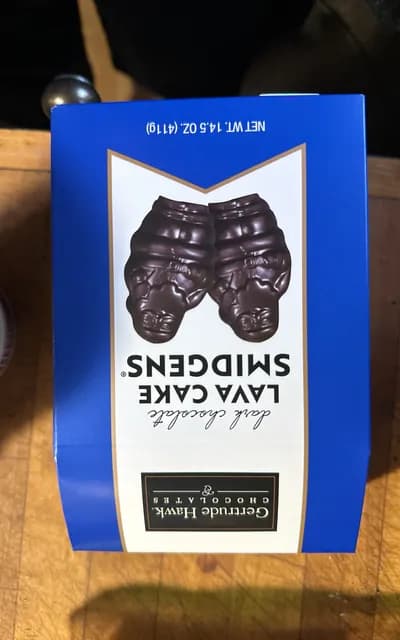 Gertrude Hawk.
CHOCOLATES
&
dark chocolate
LAVA CAKE
SMIDGENS®
NET WT. 14.5 OZ. (411g)